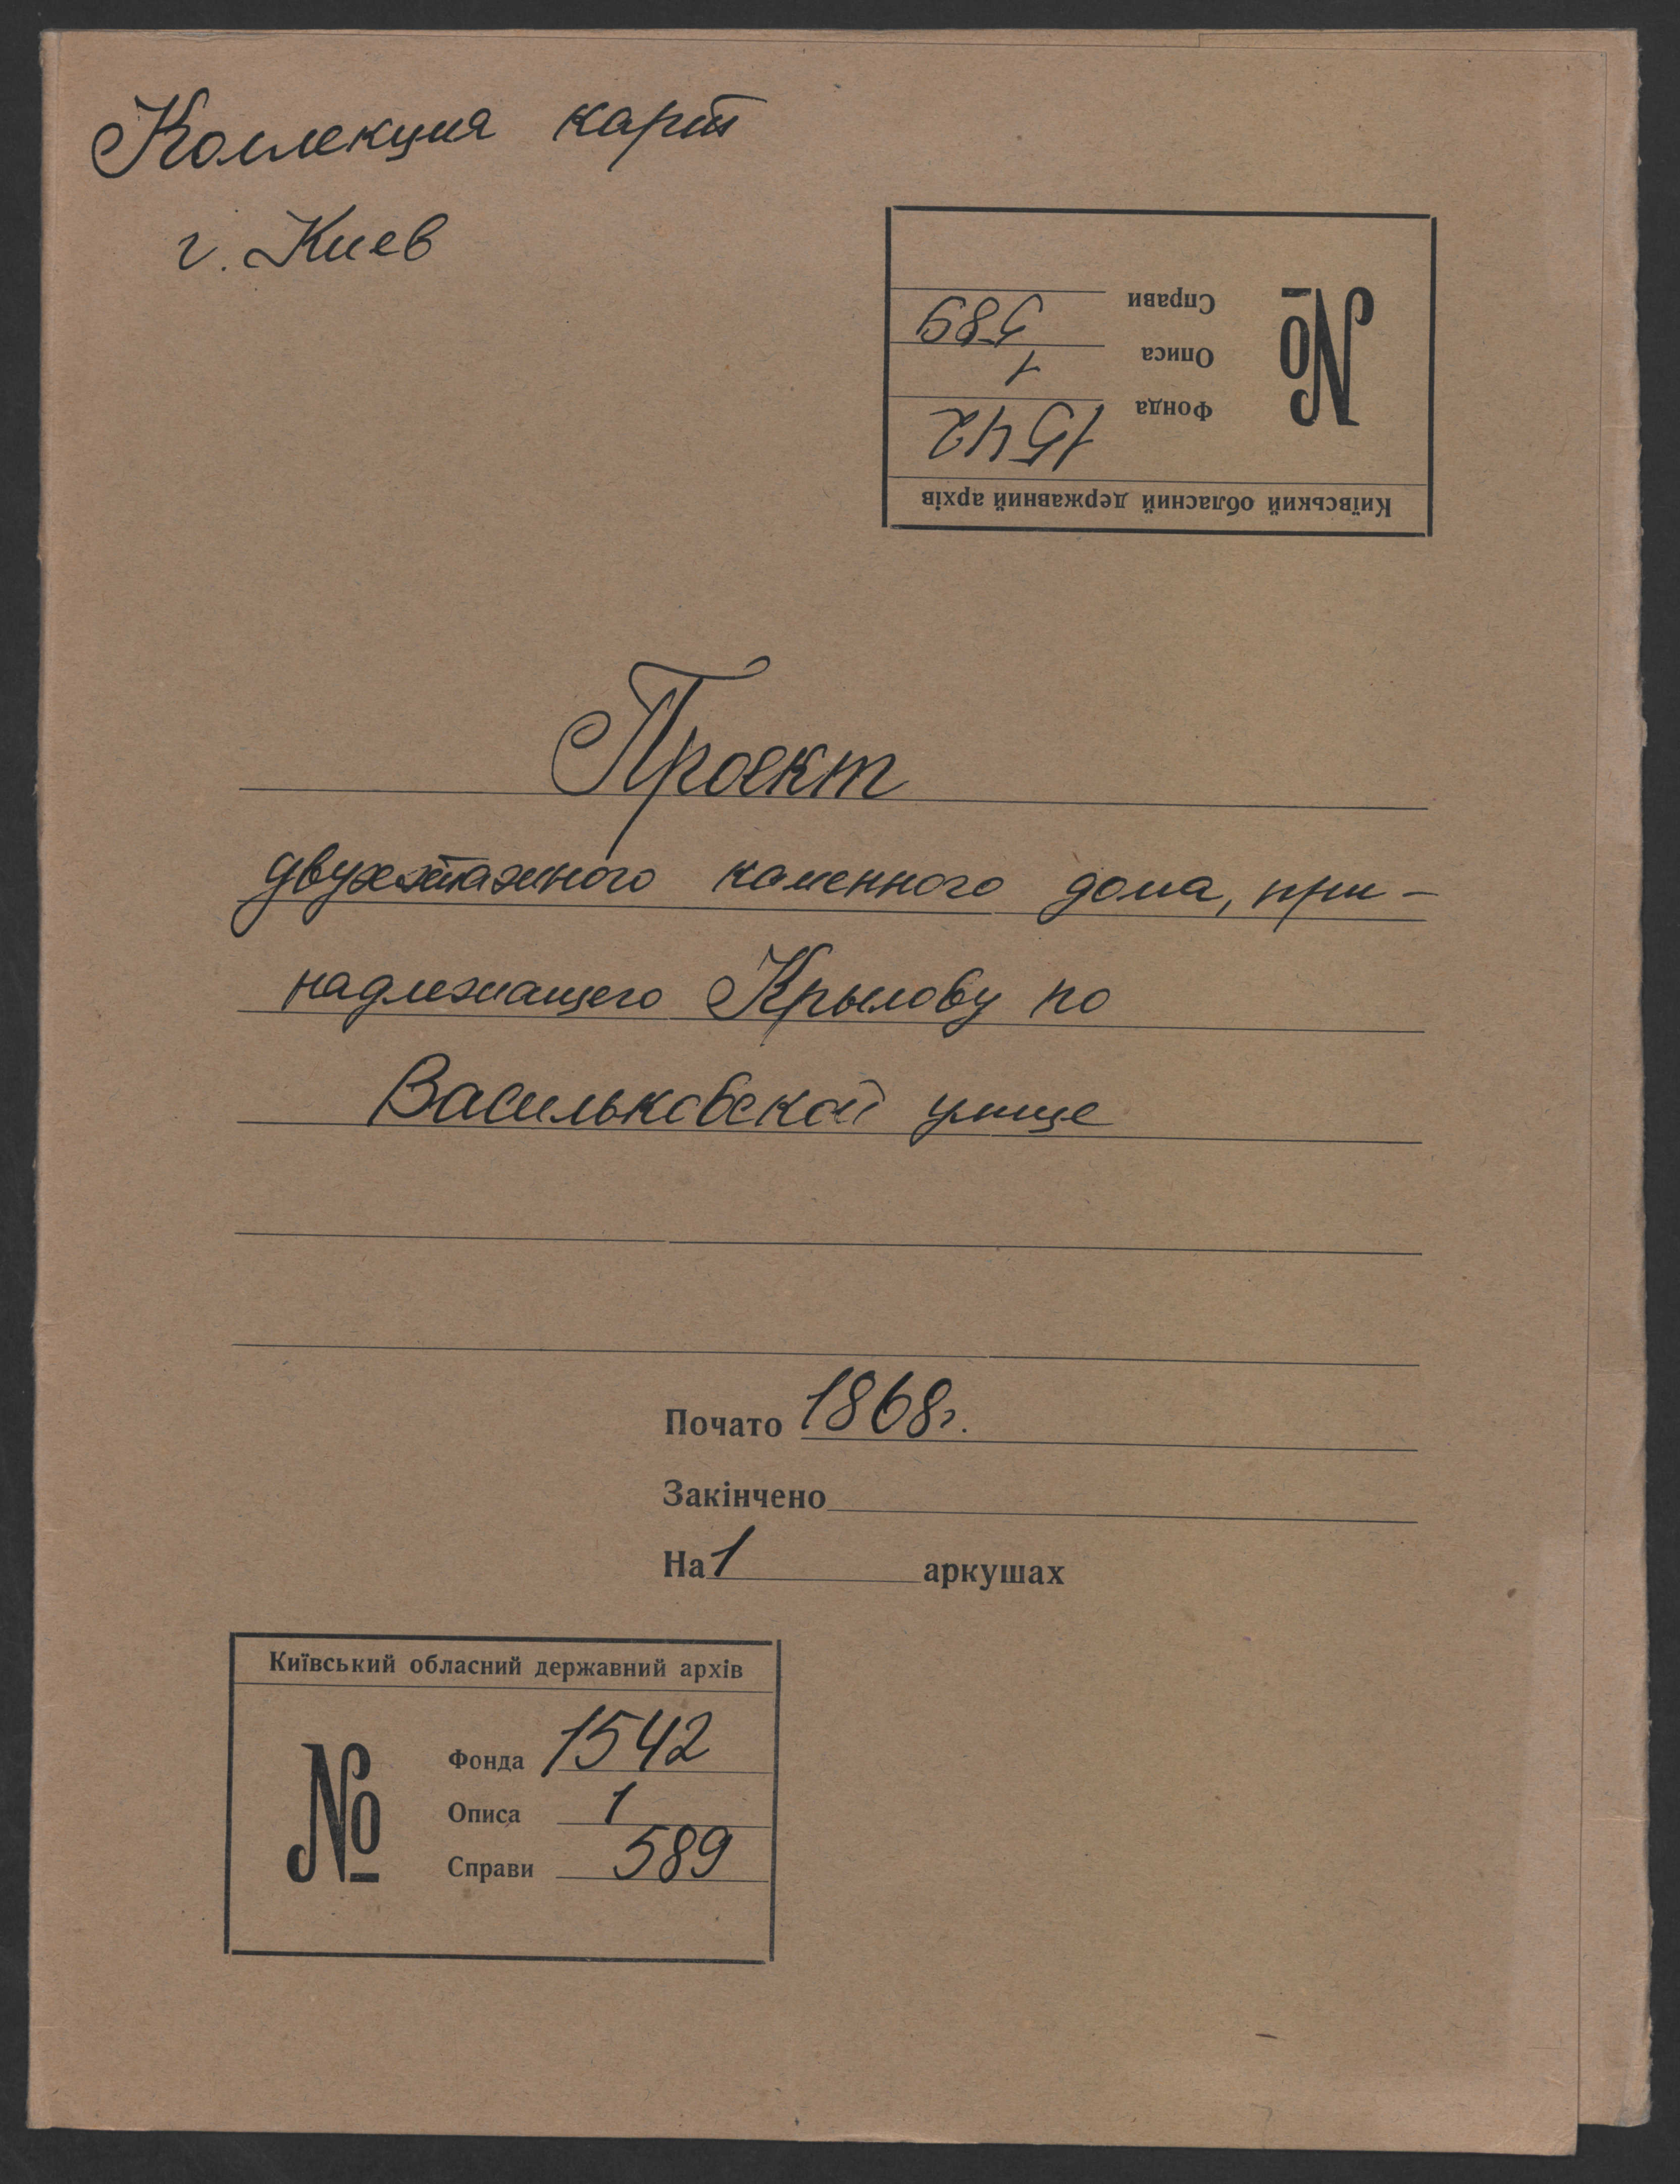 Коллекция карт
г. Киев
Київський обласний державний архів
№
Фонда 1542
Описа 1
Справи 589
Проект
двухэтажного каменного дома, при-
надлежащего Крылову по
Васильковской улице
Почато 1868г.
Закінчено
На 1 аркушах
Київський обласний державний архів
№
Фонда 1542
Описа 1
Справи 589